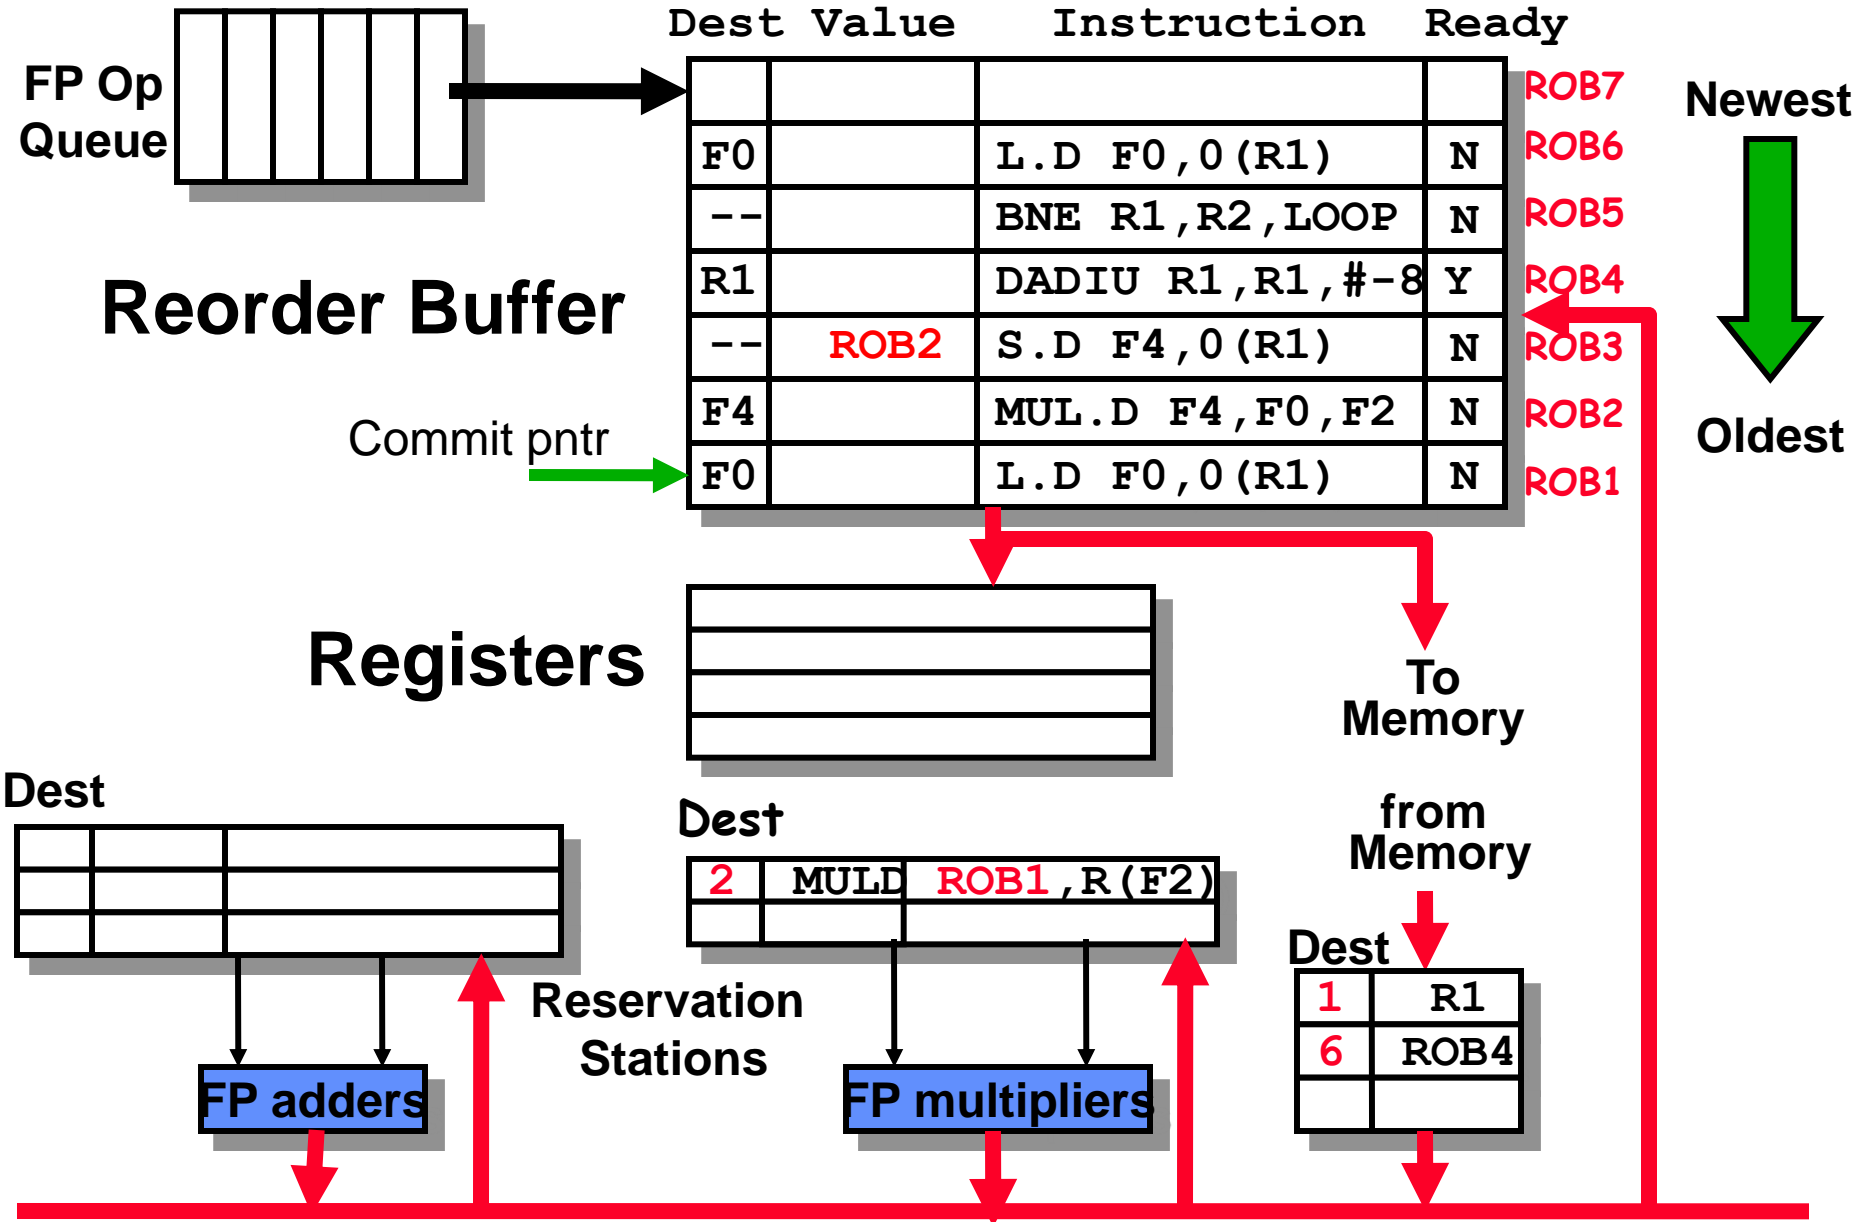 Dest Value Instruction Ready
FP Op
Queue
ROB7
Newest
F0 L.D F0,0(R1) N ROB6
-- BNE R1,R2,LOOP N ROB5
Reorder Buffer
R1 DADIU R1,R1,#-8 Y ROB4
-- ROB2 S.D F4,0(R1) N ROB3
F4 MUL.D F4,F0,F2 N ROB2
Oldest
Commit pntr
F0 L.D F0,0(R1) N ROB1
Registers
To
Memory
Dest
Dest
from
Memory
2 MULD ROB1,R(F2)
Dest
1 R1
6 ROB4
Reservation
Stations
FP adders
FP multipliers